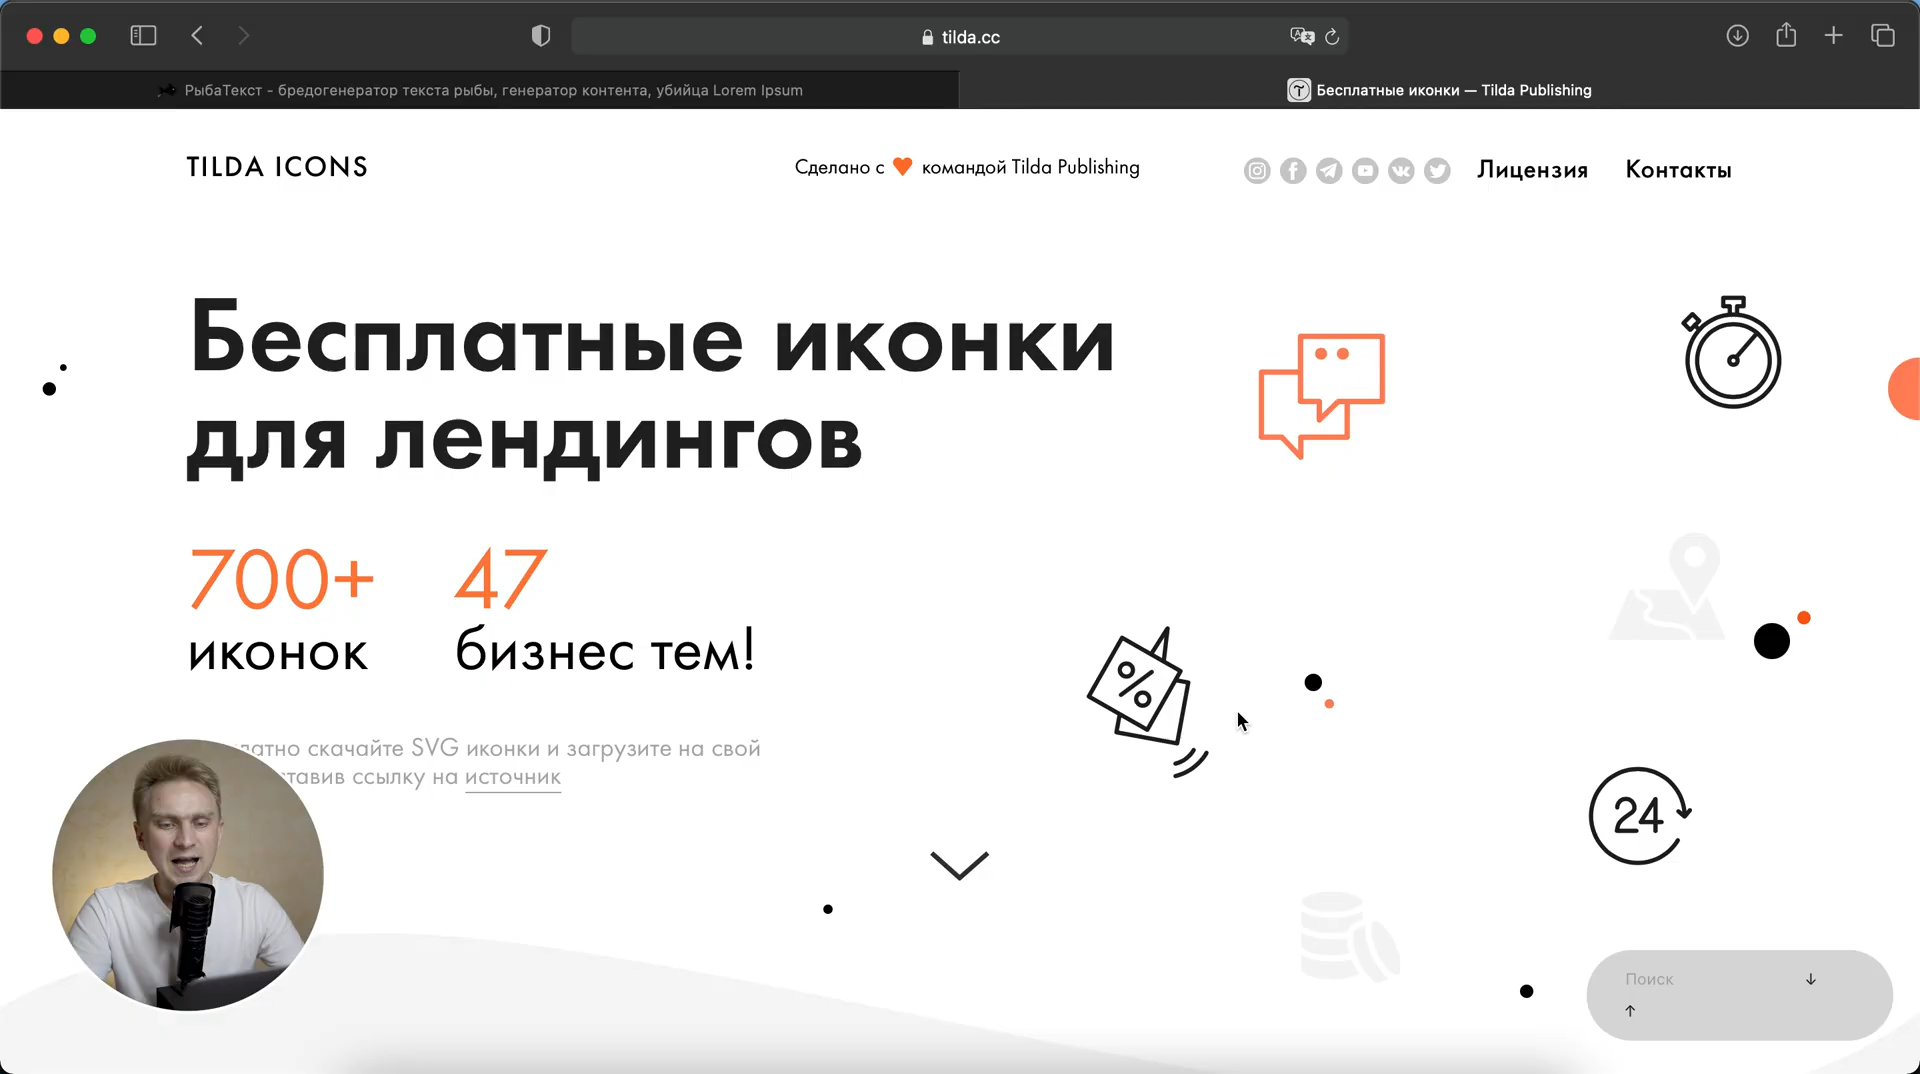 tilda.cc
РыбаТекст - бредогенератор текста рыбы, генератор контента, убийца Lorem Ipsum
Бесплатные иконки — Tilda Publishing
TILDA ICONS
Сделано с командой Tilda Publishing
Лицензия
Контакты
Бесплатные иконки
для лендингов
700+
иконок
47
бизнес тем!
скачайте SVG иконки и загрузите на свой
ссылку на источник
%
24
Поиск